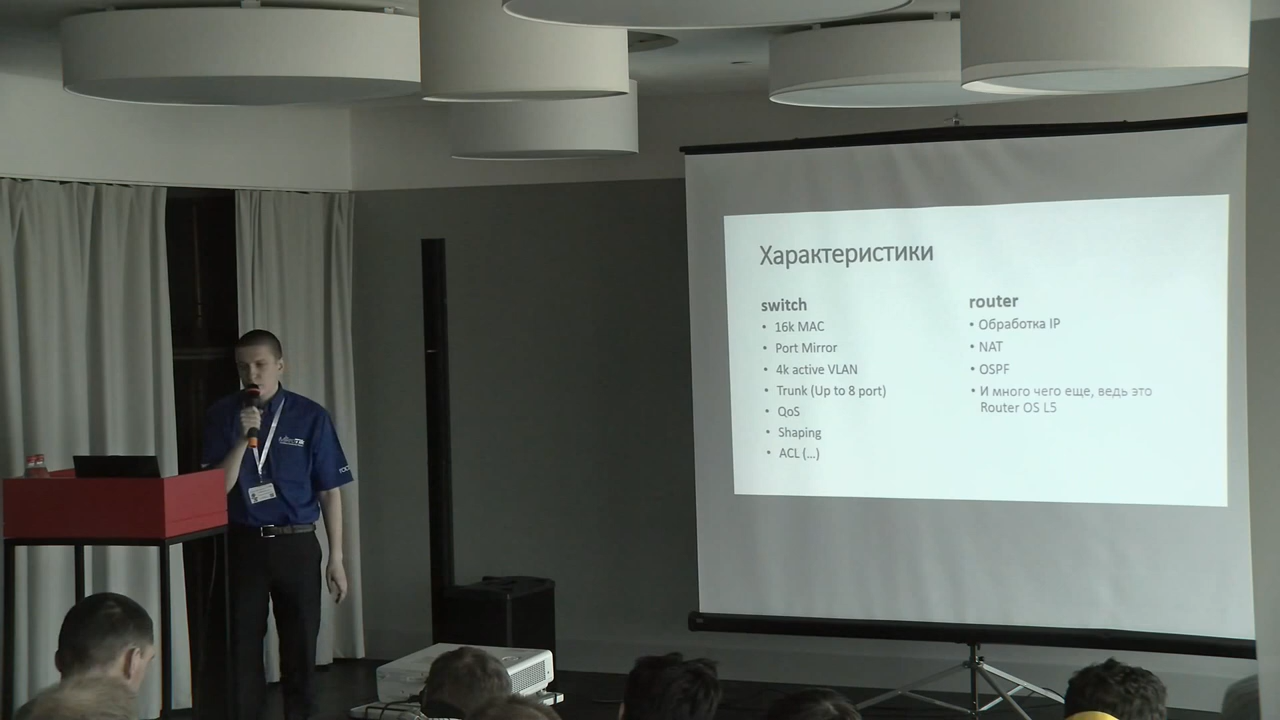 Характеристики
switch
• 16k MAC
• Port Mirror
• 4k active VLAN
• Trunk (Up to 8 port)
• QoS
• Shaping
• ACL (...)
router
• Обработка IP
• NAT
• OSPF
• И много чего еще, ведь это
Router OS L5